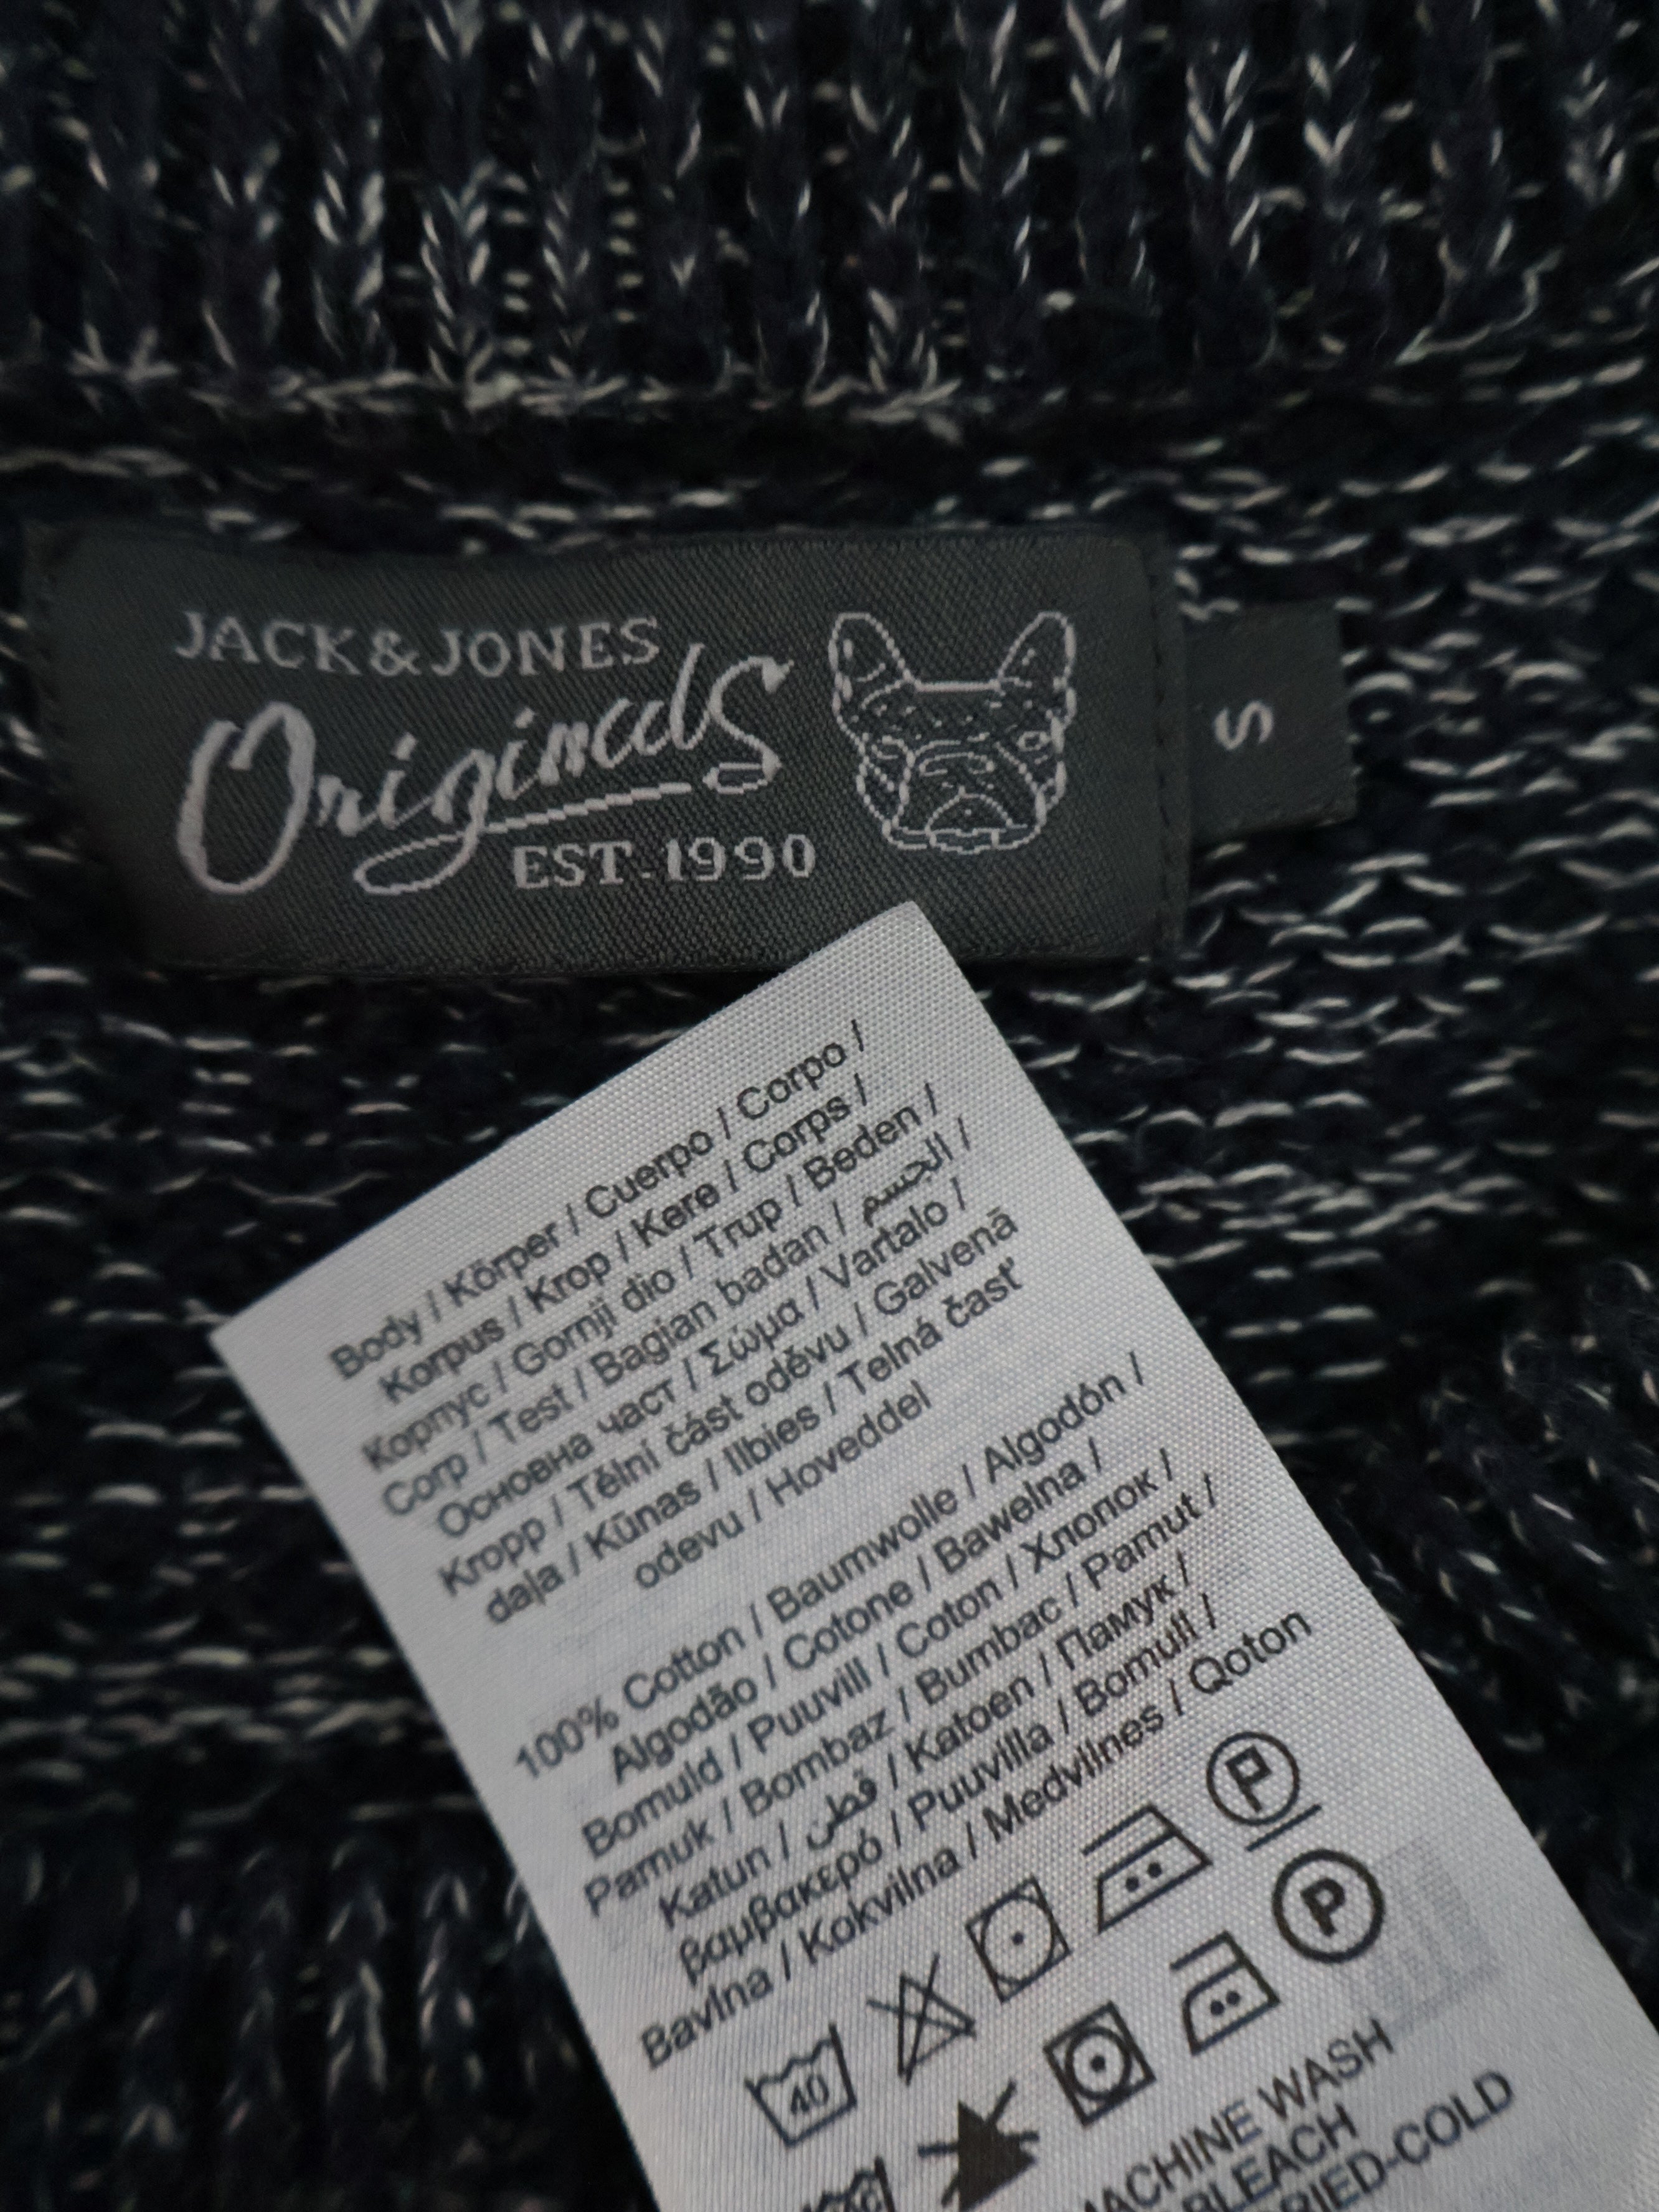 JACK&JONES
Originals
EST.1990
S
Body / Körper / Cuerpo / Corpo /
Korpus / Krop / Kere / Corps /
Корпус / Gornji dio / Trup / Beden /
Corp / Test / Bagian badan / الجسم /
Основна част / Σώμα / Vartalo /
Kropp / Tělní část oděvu / Galvenā
daļa / Kūnas / Ilbies / Telná časť
odevu / Hoveddel
100% Cotton / Baumwolle / Algodón /
Algodão / Cotone / Bawełna /
Bomuld / Puuvill / Coton / Хлопок /
Pamuk / Bombaz / Bumbac / Pamut /
Katun / قطن / Katoen / Памук /
βαμβακερό / Puuvilla / Bomull /
Bavlna / Kokvilna / Medvilnes / Qoton
P
40
P
MACHINE WASH
BLEACH